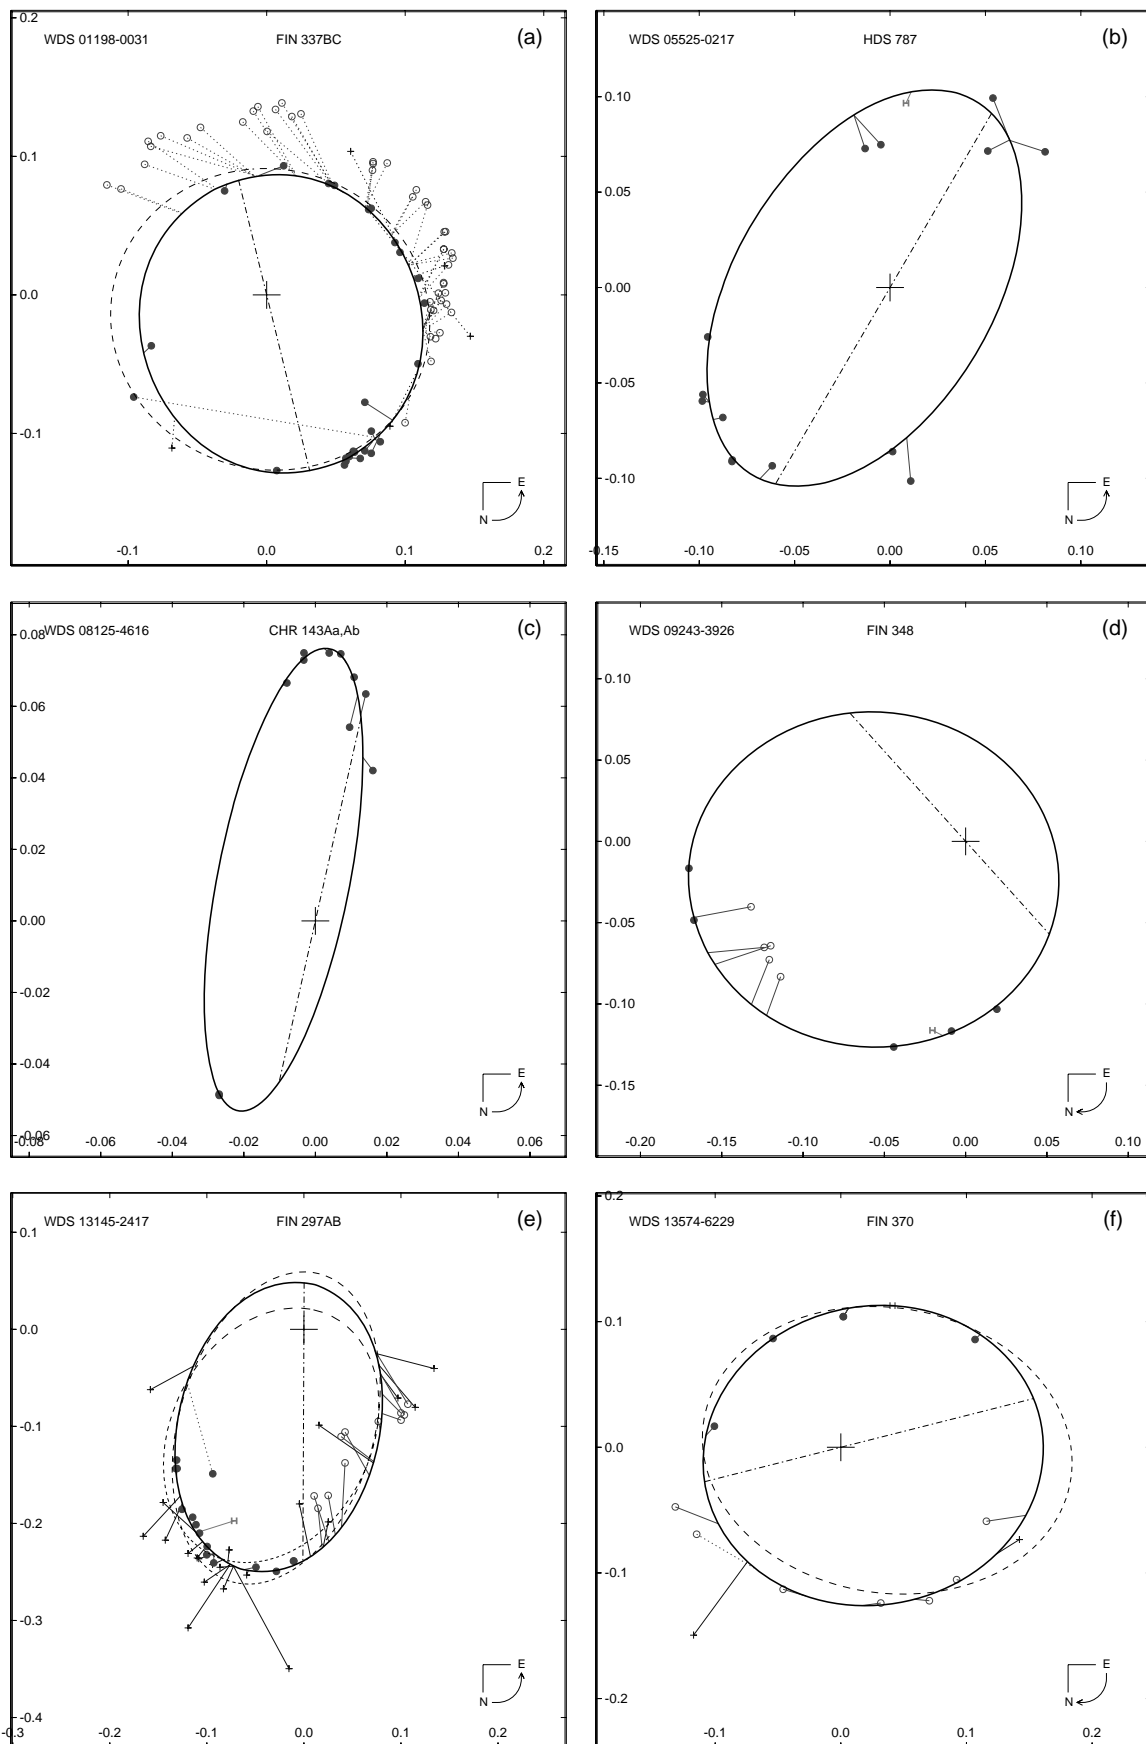 0.2
WDS 01198-0031 FIN 337BC (a)
0.1
0.0
-0.1
E
N
-0.1 0.0 0.1 0.2
WDS 05525-0217 HDS 787 (b)
0.10
H
0.05
0.00
-0.05
-0.10
E
N
-0.15 -0.10 -0.05 0.00 0.05 0.10
WDS 08125-4616 CHR 143Aa,Ab (c)
0.08
0.06
0.04
0.02
0.00
-0.02
-0.04
-0.06
E
N
-0.08 -0.06 -0.04 -0.02 0.00 0.02 0.04 0.06
WDS 09243-3926 FIN 348 (d)
0.10
0.05
0.00
-0.05
-0.10
H
-0.15
E
N
-0.20 -0.15 -0.10 -0.05 0.00 0.05 0.10
WDS 13145-2417 FIN 297AB (e)
0.1
0.0
-0.1
-0.2
H
-0.3
-0.4
E
N
-0.3 -0.2 -0.1 0.0 0.1 0.2
0.2
WDS 13574-6229 FIN 370 (f)
H
0.1
0.0
-0.1
-0.2
E
N
-0.1 0.0 0.1 0.2